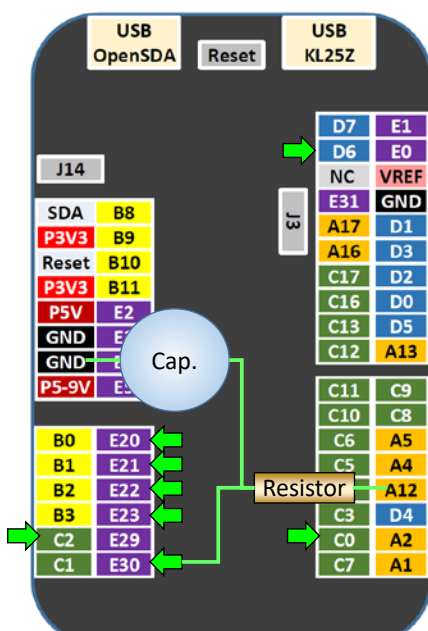 USB
OpenSDA
Reset
USB
KL25Z
J14
SDA B8
P3V3 B9
Reset B10
P3V3 B11
P5V E2
GND
GND
P5-9V
Cap.
B0 E20
B1 E21
B2 E22
B3 E23
C2 E29
C1 E30
J3
D7 E1
D6 E0
NC VREF
E31 GND
A17 D1
A16 D3
C17 D2
C16 D0
C13 D5
C12 A13
C11 C9
C10 C8
C6 A5
C5 A4
Resistor A12
C3 D4
C0 A2
C7 A1